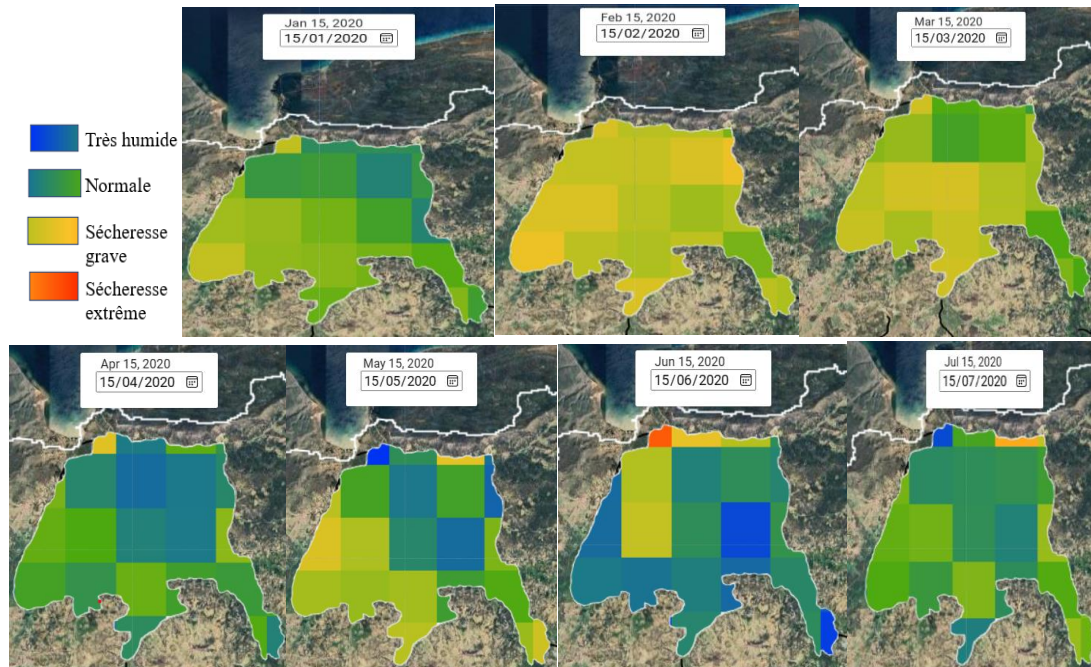 Jan 15, 2020
15/01/2020
Feb 15, 2020
15/02/2020
Mar 15, 2020
15/03/2020
Très humide
Normale
Sécheresse
grave
Sécheresse
extrême
Apr 15, 2020
15/04/2020
May 15, 2020
15/05/2020
Jun 15, 2020
15/06/2020
Jul 15, 2020
15/07/2020